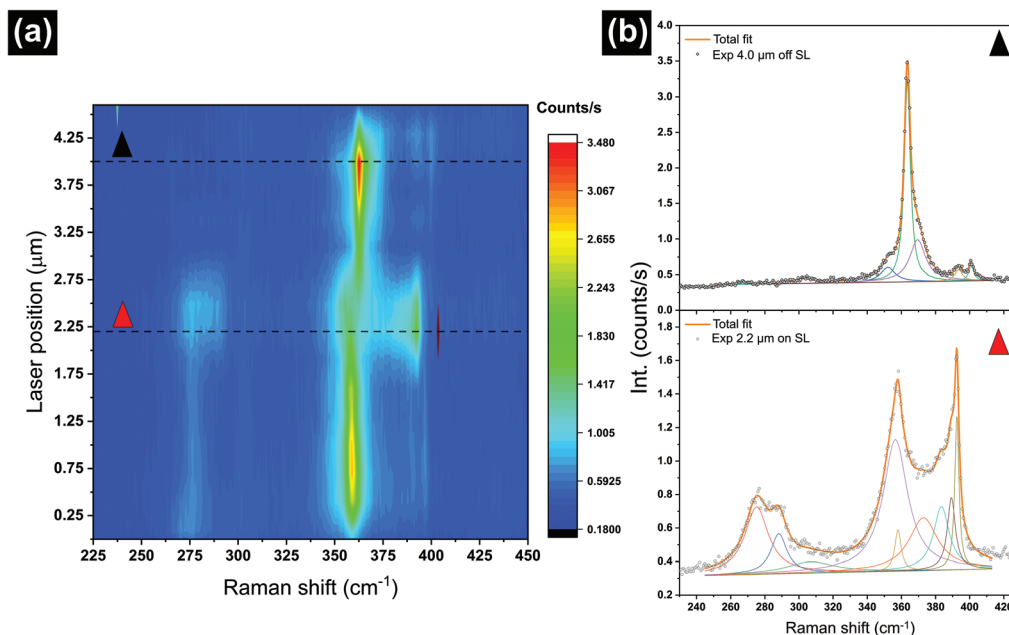 (a)
Counts/s
4.25
3.75
3.25
2.75
2.25
1.75
1.25
0.75
0.25
Laser position (μm)
225 250 275 300 325 350 375 400 425 450
Raman shift (cm-1)
3.480
3.067
2.655
2.243
1.830
1.417
1.005
0.5925
0.1800
(b)
Total fit
Exp 4.0 μm off SL
4.0
3.5
3.0
2.5
2.0
1.5
1.0
0.5
0.0
Total fit
Exp 2.2 μm on SL
1.8
1.6
1.4
1.2
1.0
0.8
0.6
0.4
0.2
Int. (counts/s)
240 260 280 300 320 340 360 380 400 420
Raman shift (cm-1)